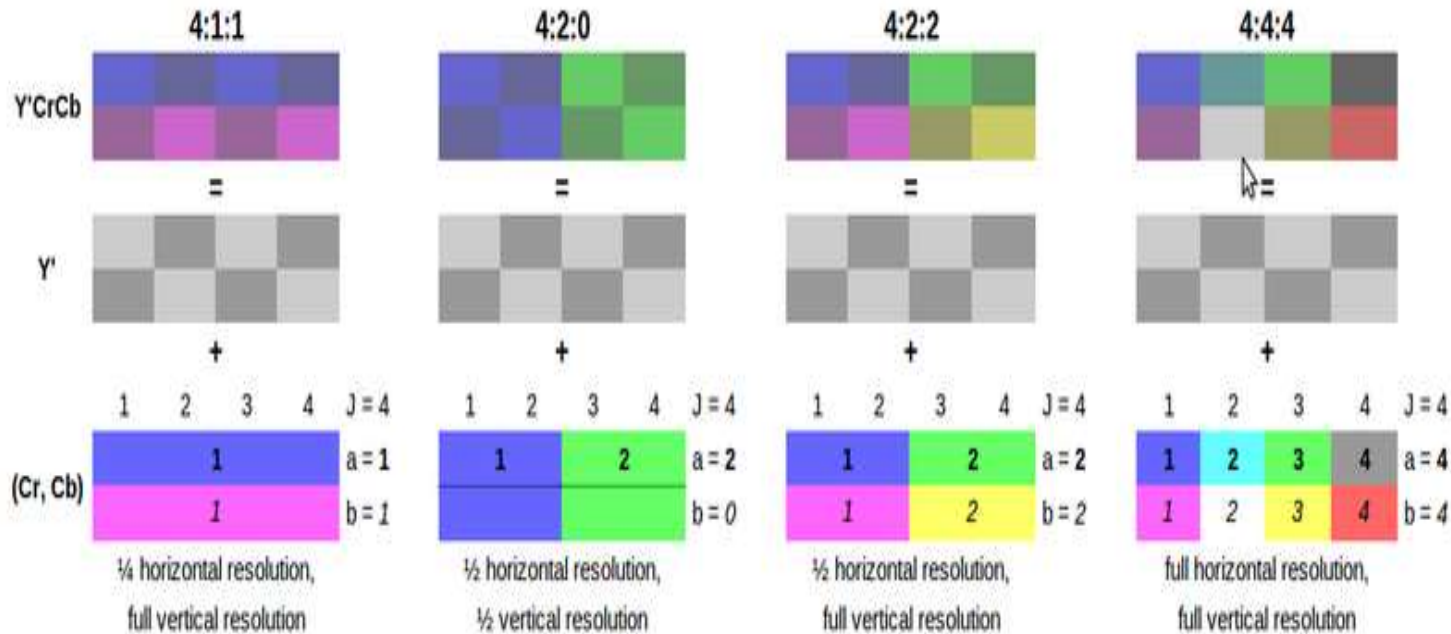 4:1:1 4:2:0 4:2:2 4:4:4
Y'CrCb
= = = =
Y'
+ + + +
1 2 3 4 J = 4 1 2 3 4 J = 4 1 2 3 4 J = 4 1 2 3 4 J = 4
(Cr, Cb)
1 a = 1 1 2 a = 2 1 2 a = 2 1 2 3 4 a = 4
1 b = 1 b = 0 1 2 b = 2 1 2 3 4 b = 4
¼ horizontal resolution, ½ horizontal resolution, ½ horizontal resolution, full horizontal resolution,
full vertical resolution ½ vertical resolution full vertical resolution full vertical resolution